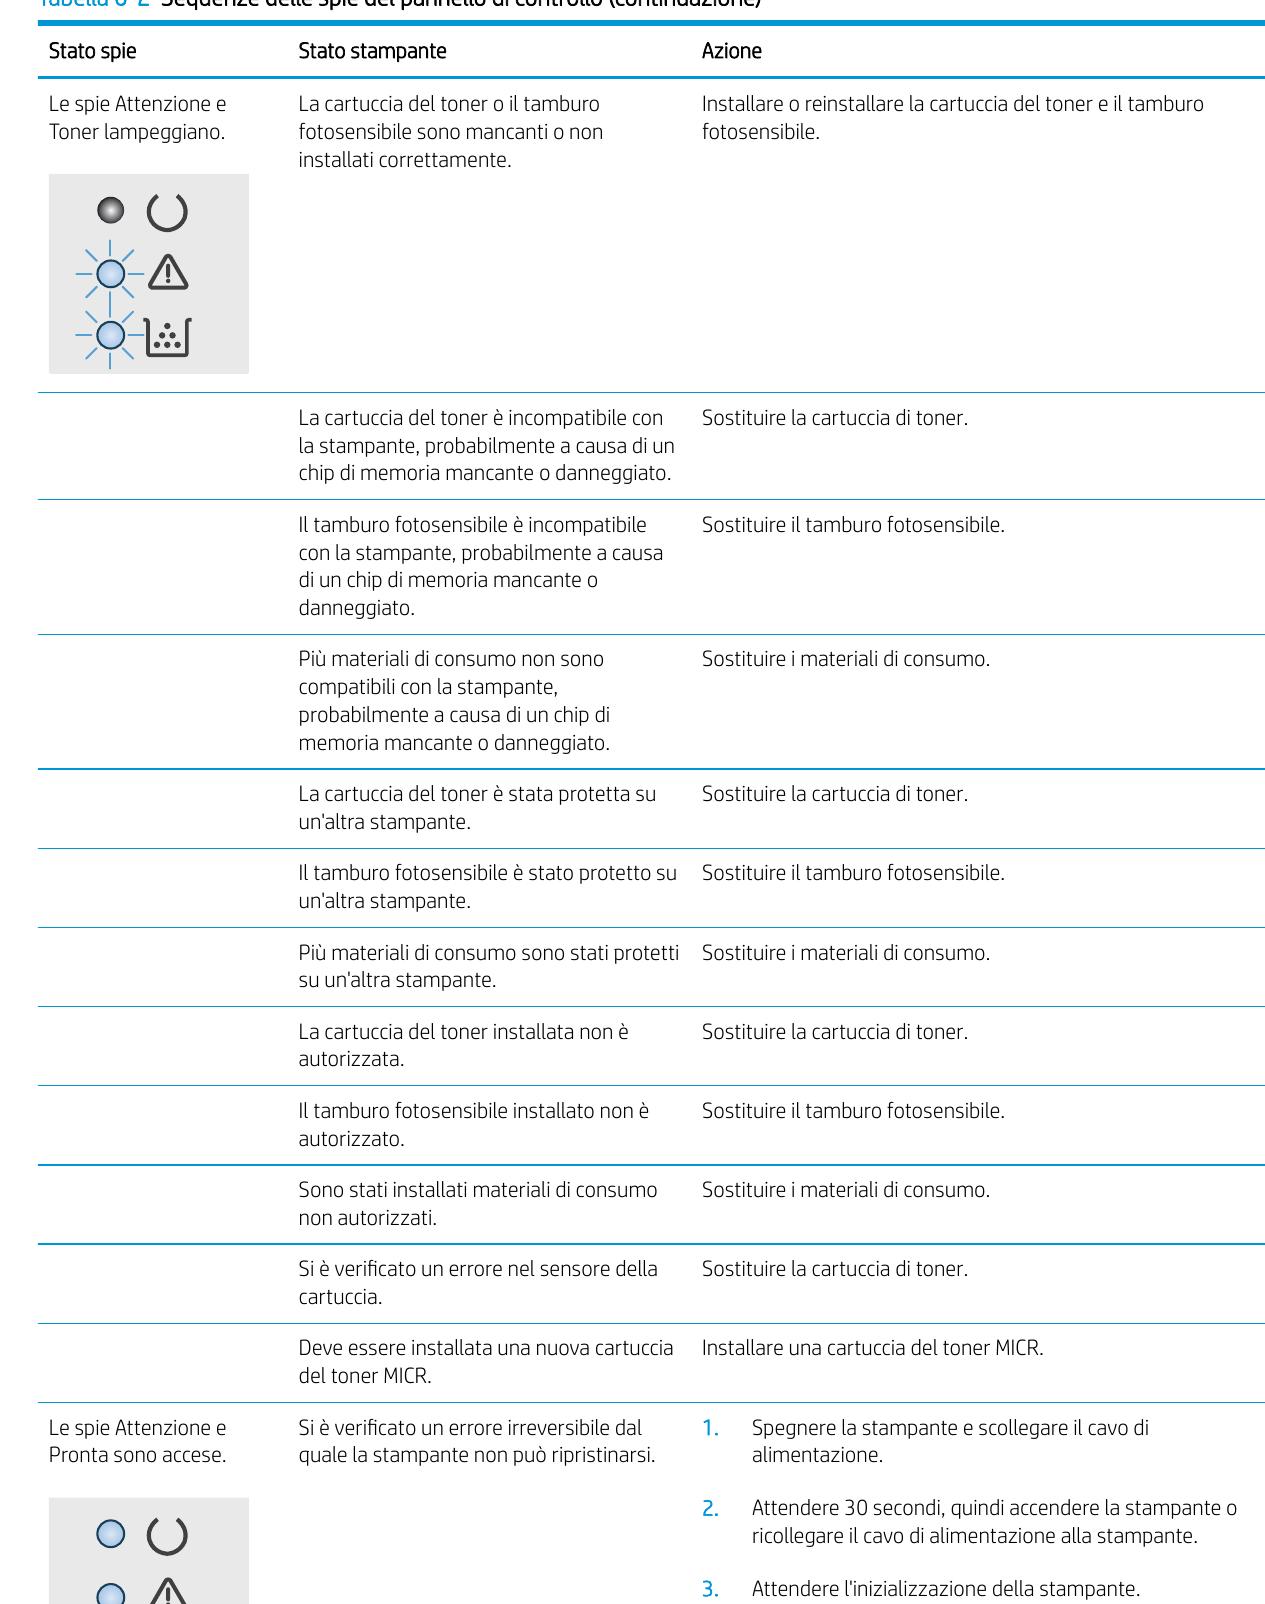 Tabella 6-2 Sequenze delle spie del pannello di controllo (continuazione)
Stato spie
Stato stampante
Azione
Le spie Attenzione e
Toner lampeggiano.
La cartuccia del toner o il tamburo
fotosensibile sono mancanti o non
installati correttamente.
Installare o reinstallare la cartuccia del toner e il tamburo
fotosensibile.
La cartuccia del toner è incompatibile con
la stampante, probabilmente a causa di un
chip di memoria mancante o danneggiato.
Sostituire la cartuccia di toner.
Il tamburo fotosensibile è incompatibile
con la stampante, probabilmente a causa
di un chip di memoria mancante o
danneggiato.
Sostituire il tamburo fotosensibile.
Più materiali di consumo non sono
compatibili con la stampante,
probabilmente a causa di un chip di
memoria mancante o danneggiato.
Sostituire i materiali di consumo.
La cartuccia del toner è stata protetta su
un'altra stampante.
Sostituire la cartuccia di toner.
Il tamburo fotosensibile è stato protetto su
un'altra stampante.
Sostituire il tamburo fotosensibile.
Più materiali di consumo sono stati protetti
su un'altra stampante.
Sostituire i materiali di consumo.
La cartuccia del toner installata non è
autorizzata.
Sostituire la cartuccia di toner.
Il tamburo fotosensibile installato non è
autorizzato.
Sostituire il tamburo fotosensibile.
Sono stati installati materiali di consumo
non autorizzati.
Sostituire i materiali di consumo.
Si è verificato un errore nel sensore della
cartuccia.
Sostituire la cartuccia di toner.
Deve essere installata una nuova cartuccia
del toner MICR.
Installare una cartuccia del toner MICR.
Le spie Attenzione e
Pronta sono accese.
Si è verificato un errore irreversibile dal
quale la stampante non può ripristinarsi.
1. Spegnere la stampante e scollegare il cavo di
alimentazione.
2. Attendere 30 secondi, quindi accendere la stampante o
ricollegare il cavo di alimentazione alla stampante.
3. Attendere l'inizializzazione della stampante.